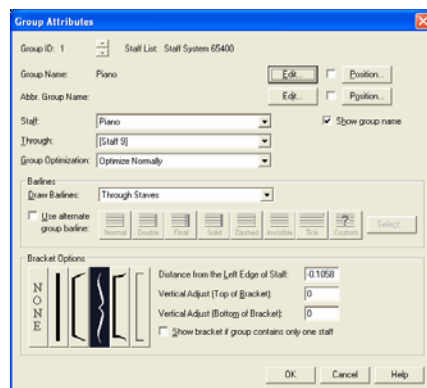 Group Attributes
Group ID: 1 Staff List: Staff System 65400
Group Name: Piano Edit... Position...
Abbr. Group Name: Edit... Position...
Staff: Piano Show group name
Through: [Staff 9]
Group Optimization: Optimize Normally
Barlines
Draw Barlines: Through Staves
Use alternate group barline: Normal Double Final Solid Dashed Invisible Tick Custom Select...
Bracket Options
NONE
Distance from the Left Edge of Staff: -0.1058
Vertical Adjust (Top of Bracket): 0
Vertical Adjust (Bottom of Bracket): 0
Show bracket if group contains only one staff
OK Cancel Help